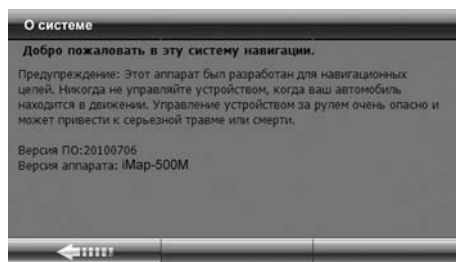 О системе
Добро пожаловать в эту систему навигации.
Предупреждение: Этот аппарат был разработан для навигационных
целей. Никогда не управляйте устройством, когда ваш автомобиль
находится в движении. Управление устройством за рулем очень опасно и
может привести к серьезной травме или смерти.
Версия ПО:20100706
Версия аппарата: iMap-500M